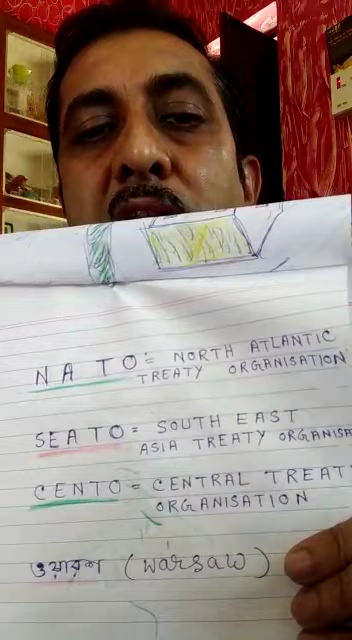 NATO = NORTH ATLANTIC
TREATY ORGANISATION
SEATO = SOUTH EAST
ASIA TREATY ORGANISA
CENTO = CENTRAL TREAT
ORGANISATION
ওয়ারশ (Warsaw)